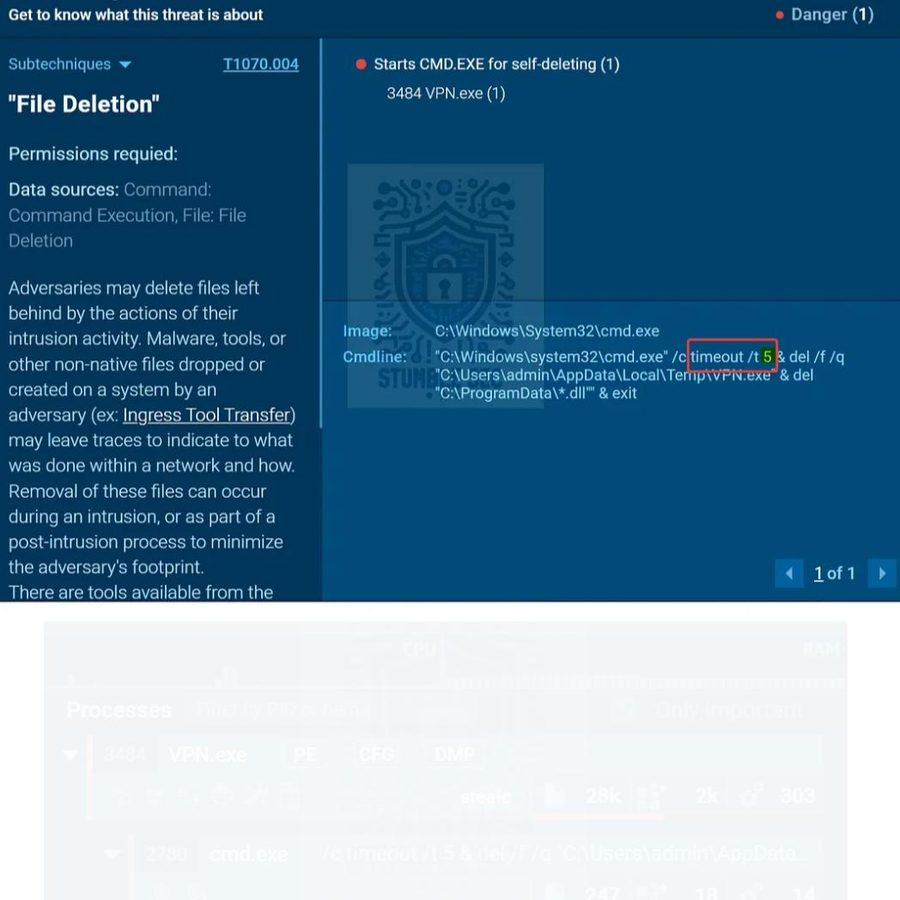 Get to know what this threat is about
Danger (1)
Subtechniques
T1070.004
"File Deletion"
Permissions requied:
Data sources: Command:
Command Execution, File: File
Deletion
Adversaries may delete files left
behind by the actions of their
intrusion activity. Malware, tools, or
other non-native files dropped or
created on a system by an
adversary (ex: Ingress Tool Transfer)
may leave traces to indicate to what
was done within a network and how.
Removal of these files can occur
during an intrusion, or as part of a
post-intrusion process to minimize
the adversary's footprint.
There are tools available from the
Starts CMD.EXE for self-deleting (1)
3484 VPN.exe (1)
Image: C:\Windows\System32\cmd.exe
Cmdline: "C:\Windows\system32\cmd.exe" /c timeout /t 5 & del /f /q
"C:\Users\admin\AppData\Local\Temp\VPN.exe" & del
"C:\ProgramData\*.dll"" & exit
1 of 1
CPU
RAM
Processes
Filter by PID or name
Only important
3484 VPN.exe PE CFG DMP
stealc 28k 2k 303
2780 cmd.exe /c timeout /t 5 & del /f /q "C:\Users\admin\AppData...
247 18 14